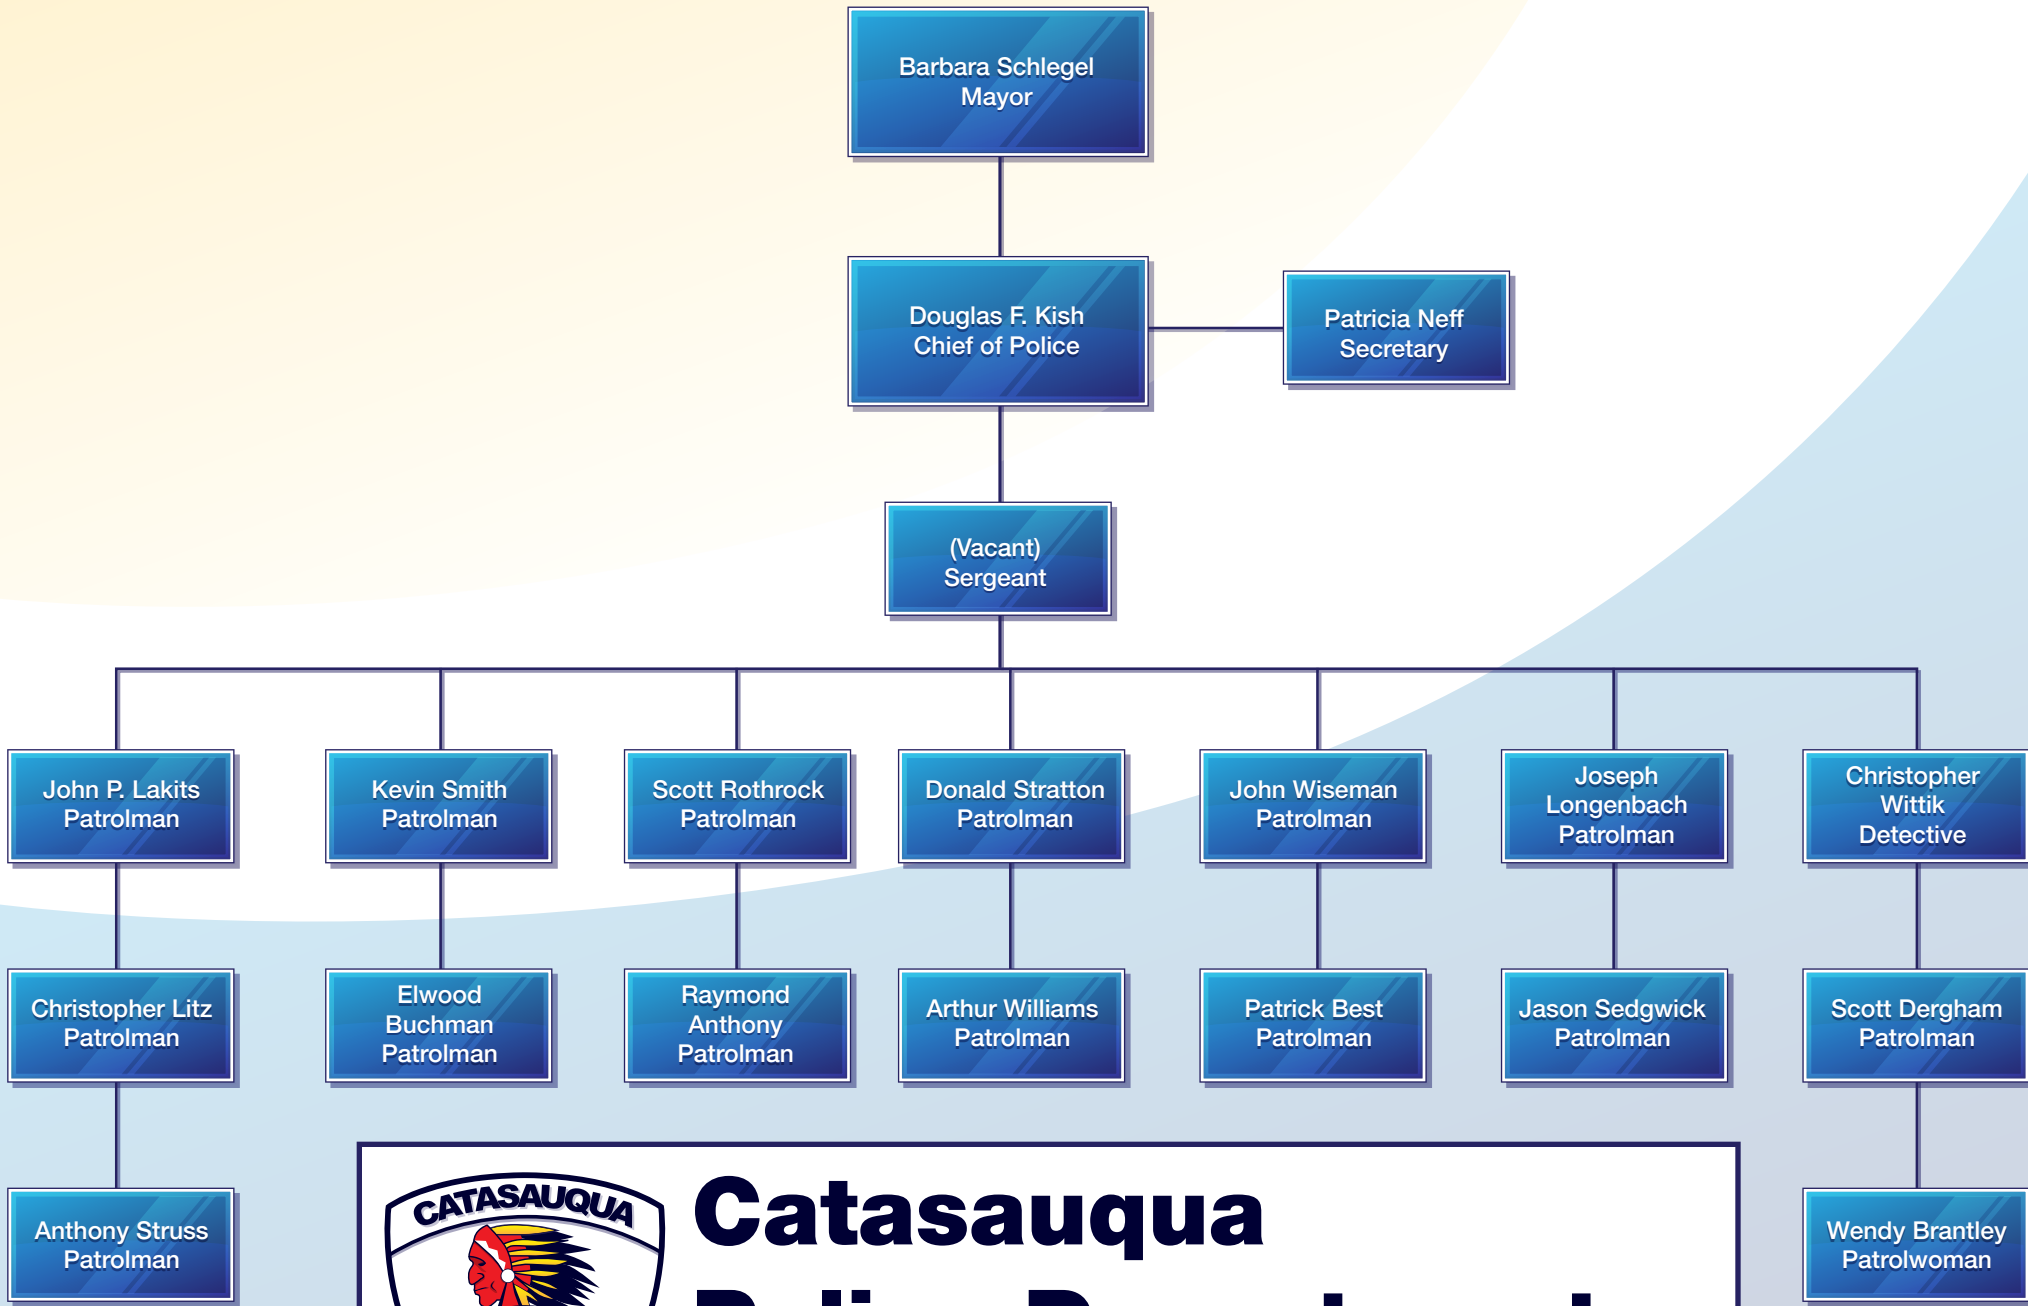 Barbara Schlegel
Mayor
Douglas F. Kish
Chief of Police
Patricia Neff
Secretary
(Vacant)
Sergeant
John P. Lakits
Patrolman
Kevin Smith
Patrolman
Scott Rothrock
Patrolman
Donald Stratton
Patrolman
John Wiseman
Patrolman
Joseph
Longenbach
Patrolman
Christopher
Wittik
Detective
Christopher Litz
Patrolman
Elwood
Buchman
Patrolman
Raymond
Anthony
Patrolman
Arthur Williams
Patrolman
Patrick Best
Patrolman
Jason Sedgwick
Patrolman
Scott Dergham
Patrolman
Anthony Struss
Patrolman
Wendy Brantley
Patrolwoman
CATASAUQUA
Catasauqua
Police Department